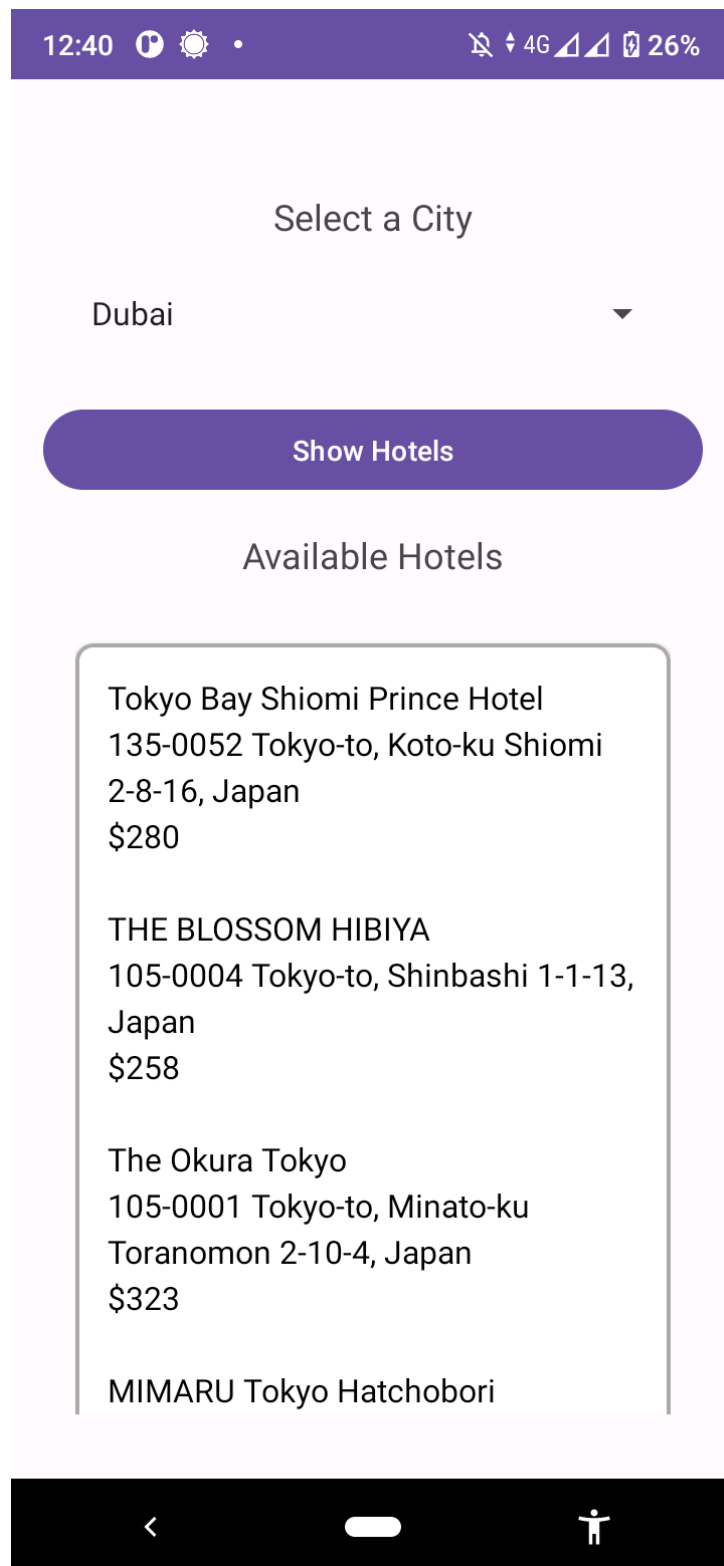 12:40
4G
26%
Select a City
Dubai
Show Hotels
Available Hotels
Tokyo Bay Shiomi Prince Hotel
135-0052 Tokyo-to, Koto-ku Shiomi
2-8-16, Japan
$280
THE BLOSSOM HIBIYA
105-0004 Tokyo-to, Shinbashi 1-1-13,
Japan
$258
The Okura Tokyo
105-0001 Tokyo-to, Minato-ku
Toranomon 2-10-4, Japan
$323
MIMARU Tokyo Hatchobori